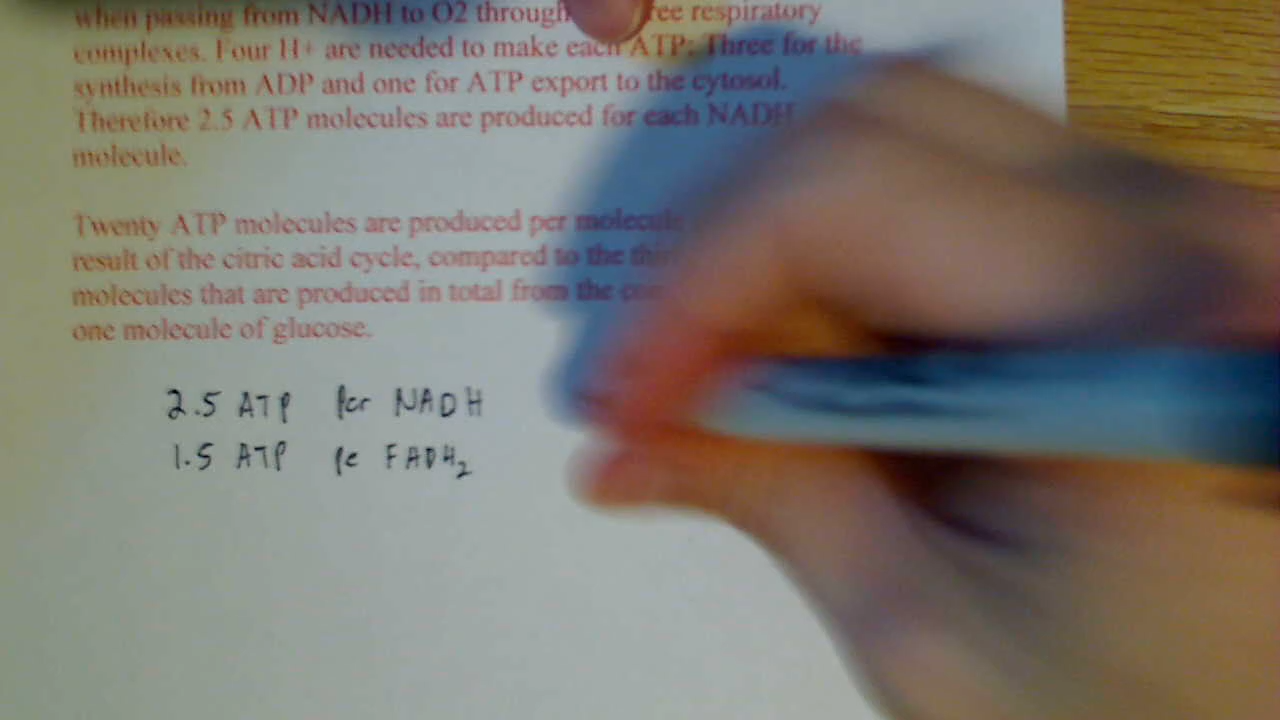 when passing from NADH to O2 through ree respiratory
complexes. Four H+ are needed to make each ATP: Three for the
synthesis from ADP and one for ATP export to the cytosol.
Therefore 2.5 ATP molecules are produced for each NADH
molecule.
Twenty ATP molecules are produced per molecule
result of the citric acid cycle, compared to the
molecules that are produced in total from the
one molecule of glucose.
2.5 ATP per NADH
1.5 ATP pe FADH2